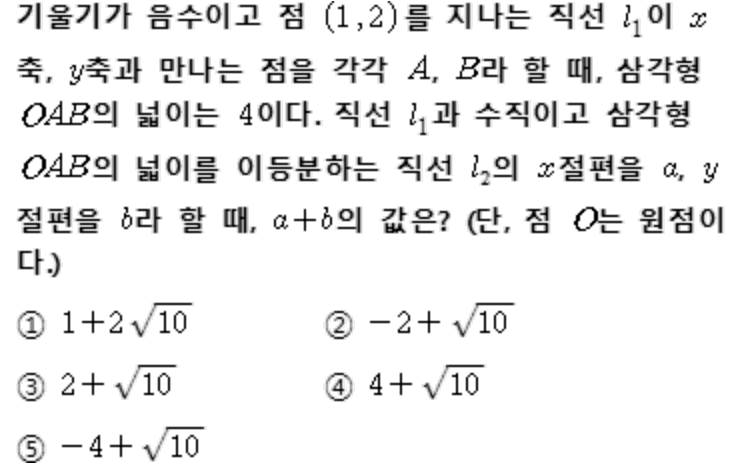 기울기가 음수이고 점 (1,2)를 지나는 직선 l₁이 x
축, y축과 만나는 점을 각각 A, B라 할 때, 삼각형
OAB의 넓이는 4이다. 직선 l₁과 수직이고 삼각형
OAB의 넓이를 이등분하는 직선 l₂의 x절편을 a, y
절편을 b라 할 때, a+b의 값은? (단, 점 O는 원점이
다.)
① 1+2√10 ② -2+√10
③ 2+√10 ④ 4+√10
⑤ -4+√10